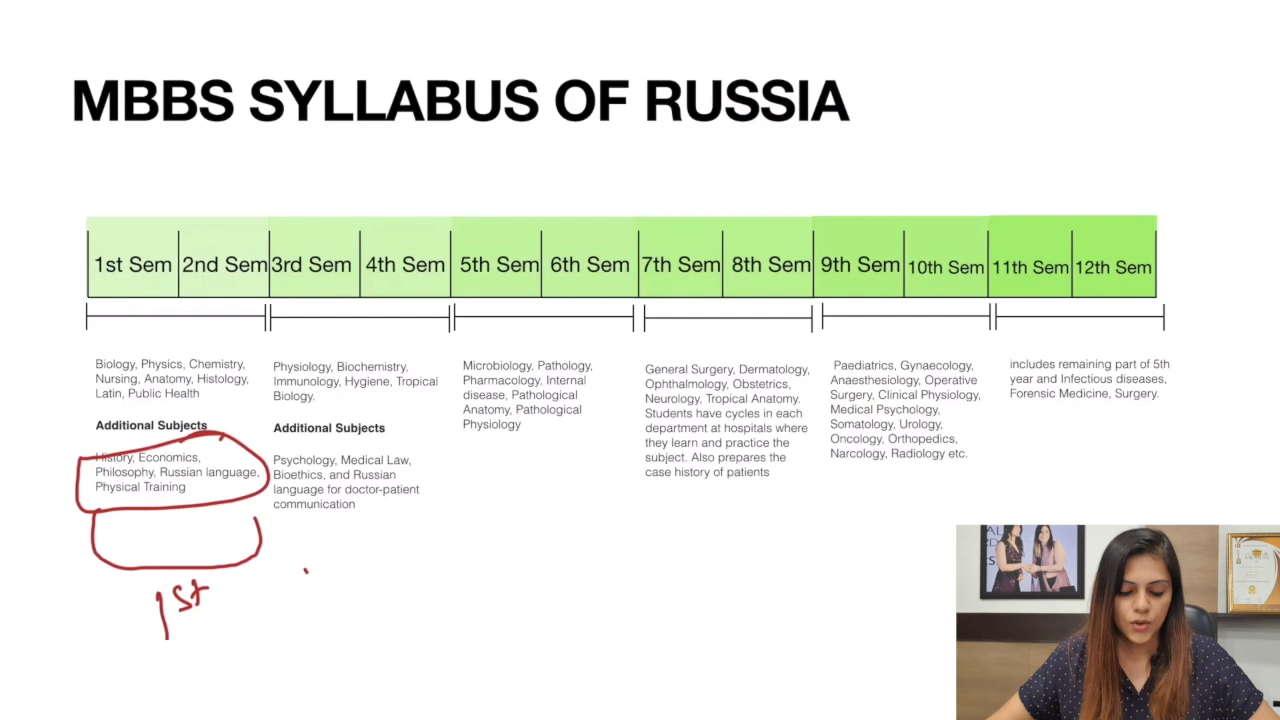 MBBS SYLLABUS OF RUSSIA
1st Sem
2nd Sem
3rd Sem
4th Sem
5th Sem
6th Sem
7th Sem
8th Sem
9th Sem
10th Sem
11th Sem
12th Sem
Biology, Physics, Chemistry,
Nursing, Anatomy, Histology,
Latin, Public Health
Additional Subjects
History, Economics,
Philosophy, Russian language,
Physical Training
1st
Physiology, Biochemistry,
Immunology, Hygiene, Tropical
Biology.
Additional Subjects
Psychology, Medical Law,
Bioethics, and Russian
language for doctor-patient
communication
Microbiology, Pathology,
Pharmacology, Internal
disease, Pathological
Anatomy, Pathological
Physiology
General Surgery, Dermatology,
Ophthalmology, Obstetrics,
Neurology, Tropical Anatomy.
Students have cycles in each
department at hospitals where
they learn and practice the
subject. Also prepares the
case history of patients
Paediatrics, Gynaecology,
Anaesthesiology, Operative
Surgery, Clinical Physiology,
Medical Psychology,
Somatology, Urology,
Oncology, Orthopedics,
Narcology, Radiology etc.
includes remaining part of 5th
year and Infectious diseases,
Forensic Medicine, Surgery.